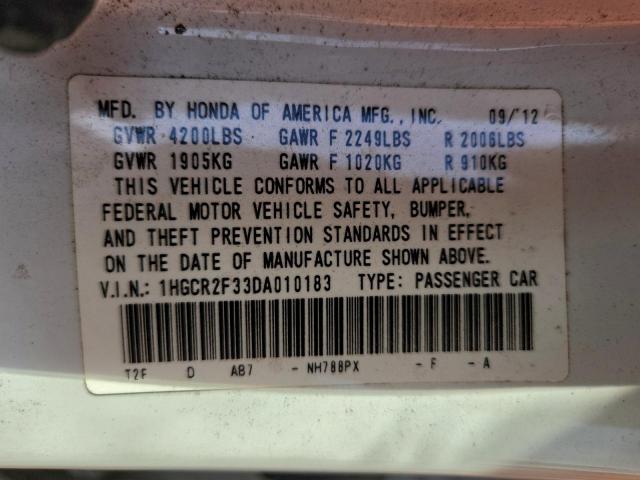 MFD. BY HONDA OF AMERICA MFG., INC. 09/'12
GVWR 4200LBS GAWR F 2249LBS R 2006LBS
GVWR 1905KG GAWR F 1020KG R 910KG
THIS VEHICLE CONFORMS TO ALL APPLICABLE
FEDERAL MOTOR VEHICLE SAFETY, BUMPER,
AND THEFT PREVENTION STANDARDS IN EFFECT
ON THE DATE OF MANUFACTURE SHOWN ABOVE.
V.I.N.: 1HGCR2F33DA010183 TYPE: PASSENGER CAR
T2F D AB7 - NH788PX - F - A